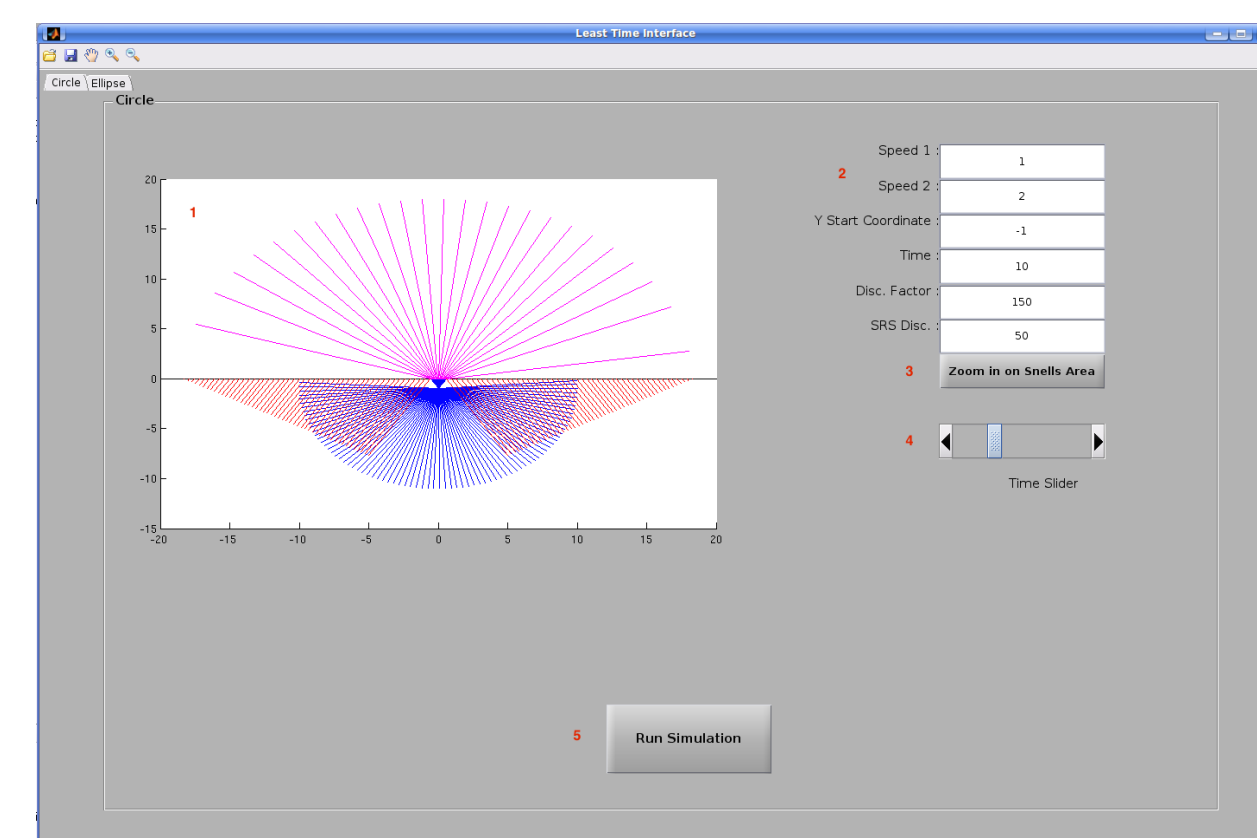 Least Time Interface
Circle Ellipse
Circle
1
20
15
10
5
0
-5
-10
-15
-20 -15 -10 -5 0 5 10 15 20
2
Speed 1 : 1
Speed 2 : 2
Y Start Coordinate : -1
Time : 10
Disc. Factor : 150
SRS Disc. : 50
3 Zoom in on Snells Area
4
Time Slider
5 Run Simulation